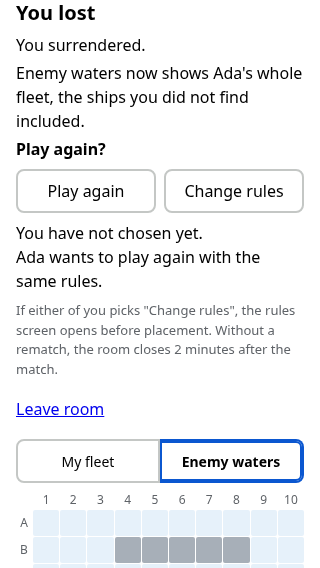 You lost
You surrendered.
Enemy waters now shows Ada's whole
fleet, the ships you did not find
included.
Play again?
Play again
Change rules
You have not chosen yet.
Ada wants to play again with the
same rules.
If either of you picks "Change rules", the rules
screen opens before placement. Without a
rematch, the room closes 2 minutes after the
match.
Leave room
My fleet
Enemy waters
1 2 3 4 5 6 7 8 9 10
A
B